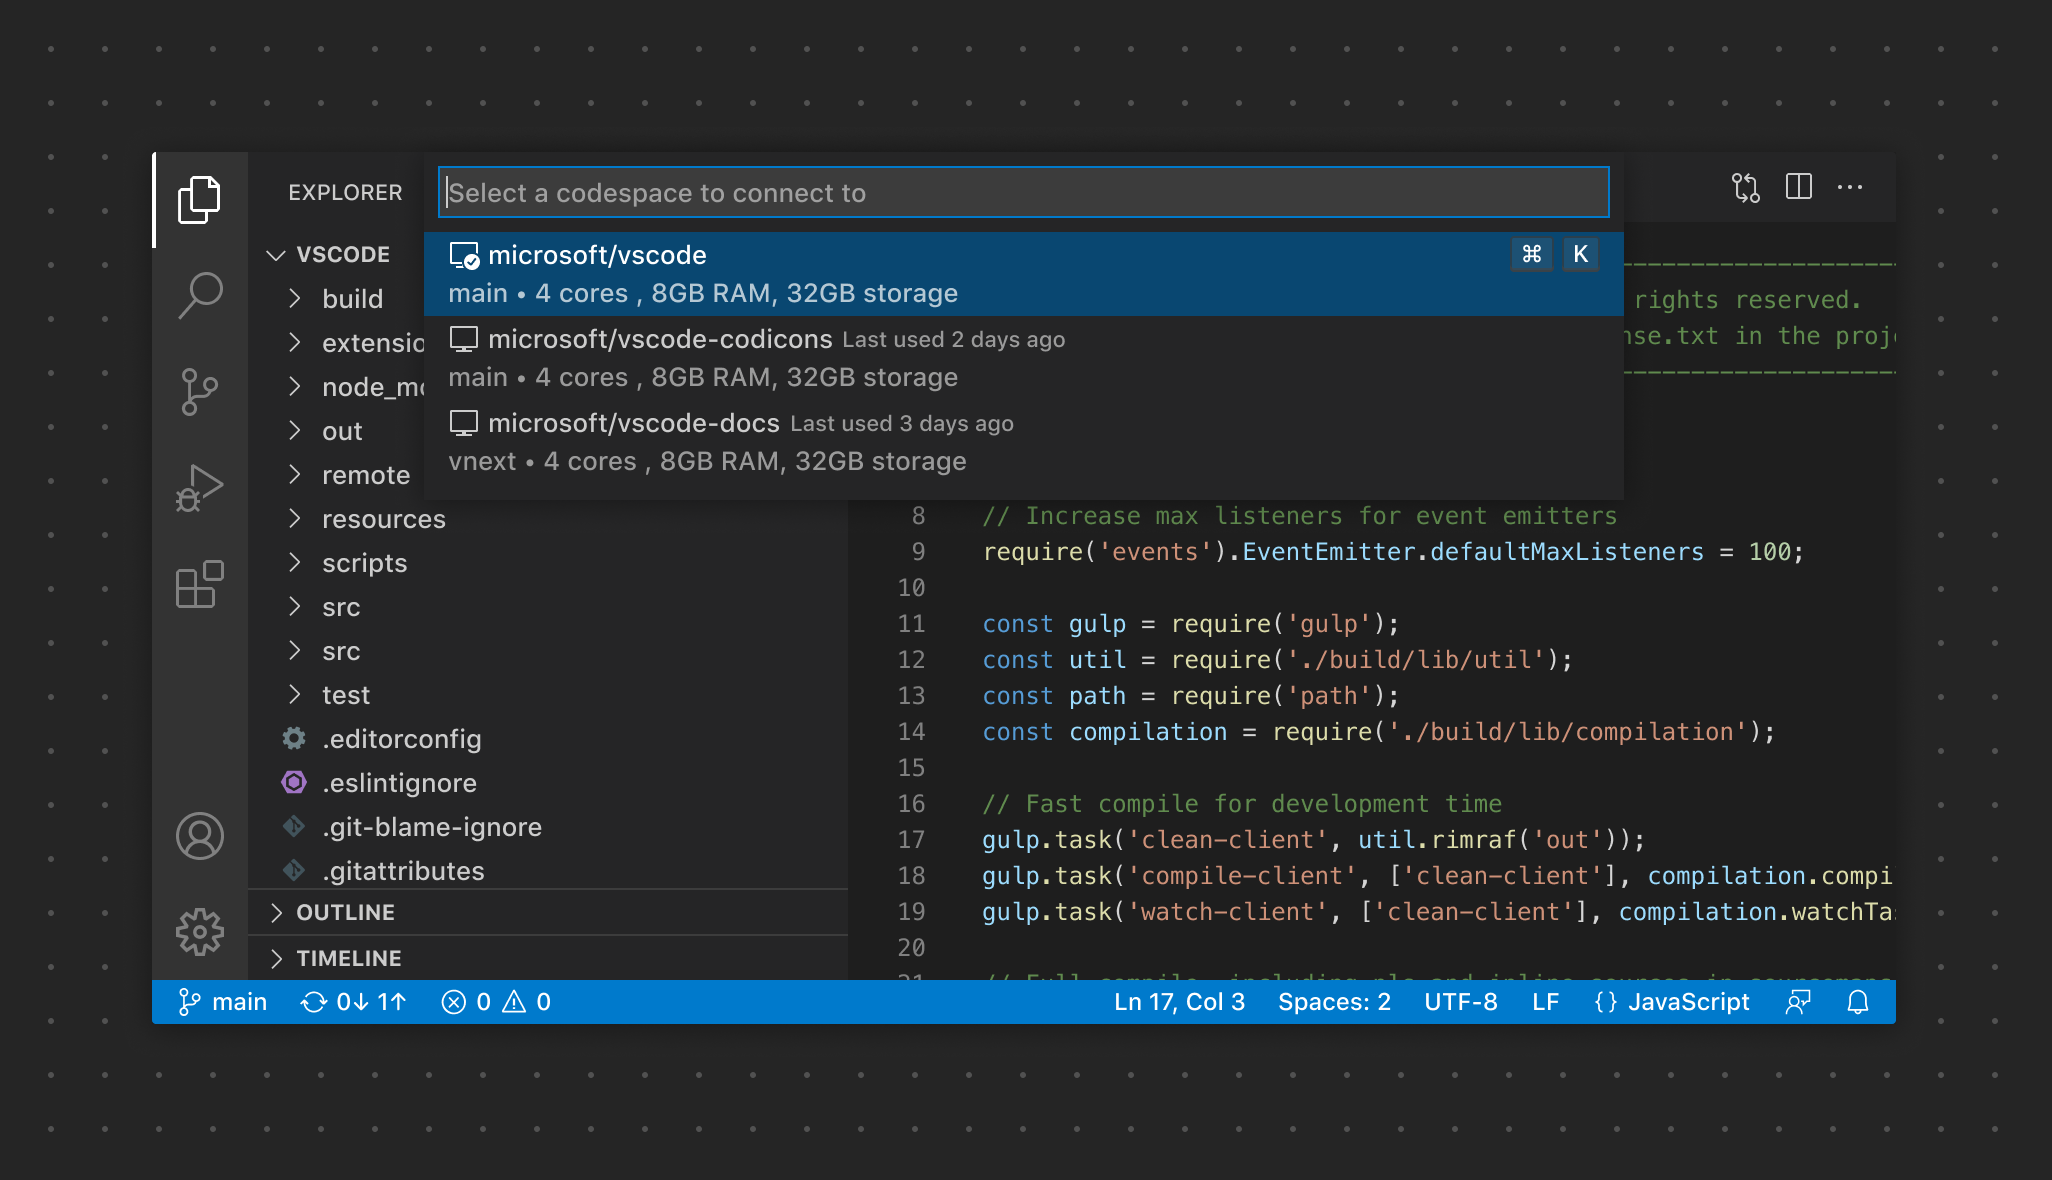 EXPLORER
VSCODE
build
extensio
node_mo
out
remote
resources
scripts
src
src
test
.editorconfig
.eslintignore
.git-blame-ignore
.gitattributes
OUTLINE
TIMELINE
Select a codespace to connect to
microsoft/vscode ⌘ K
main • 4 cores , 8GB RAM, 32GB storage
microsoft/vscode-codicons Last used 2 days ago
main • 4 cores , 8GB RAM, 32GB storage
microsoft/vscode-docs Last used 3 days ago
vnext • 4 cores , 8GB RAM, 32GB storage
rights reserved.
nse.txt in the proj
8 // Increase max listeners for event emitters
9 require('events').EventEmitter.defaultMaxListeners = 100;
10
11 const gulp = require('gulp');
12 const util = require('./build/lib/util');
13 const path = require('path');
14 const compilation = require('./build/lib/compilation');
15
16 // Fast compile for development time
17 gulp.task('clean-client', util.rimraf('out'));
18 gulp.task('compile-client', ['clean-client'], compilation.compi
19 gulp.task('watch-client', ['clean-client'], compilation.watchTa
20
main 0↓ 1↑ 0 0 Ln 17, Col 3 Spaces: 2 UTF-8 LF {} JavaScript